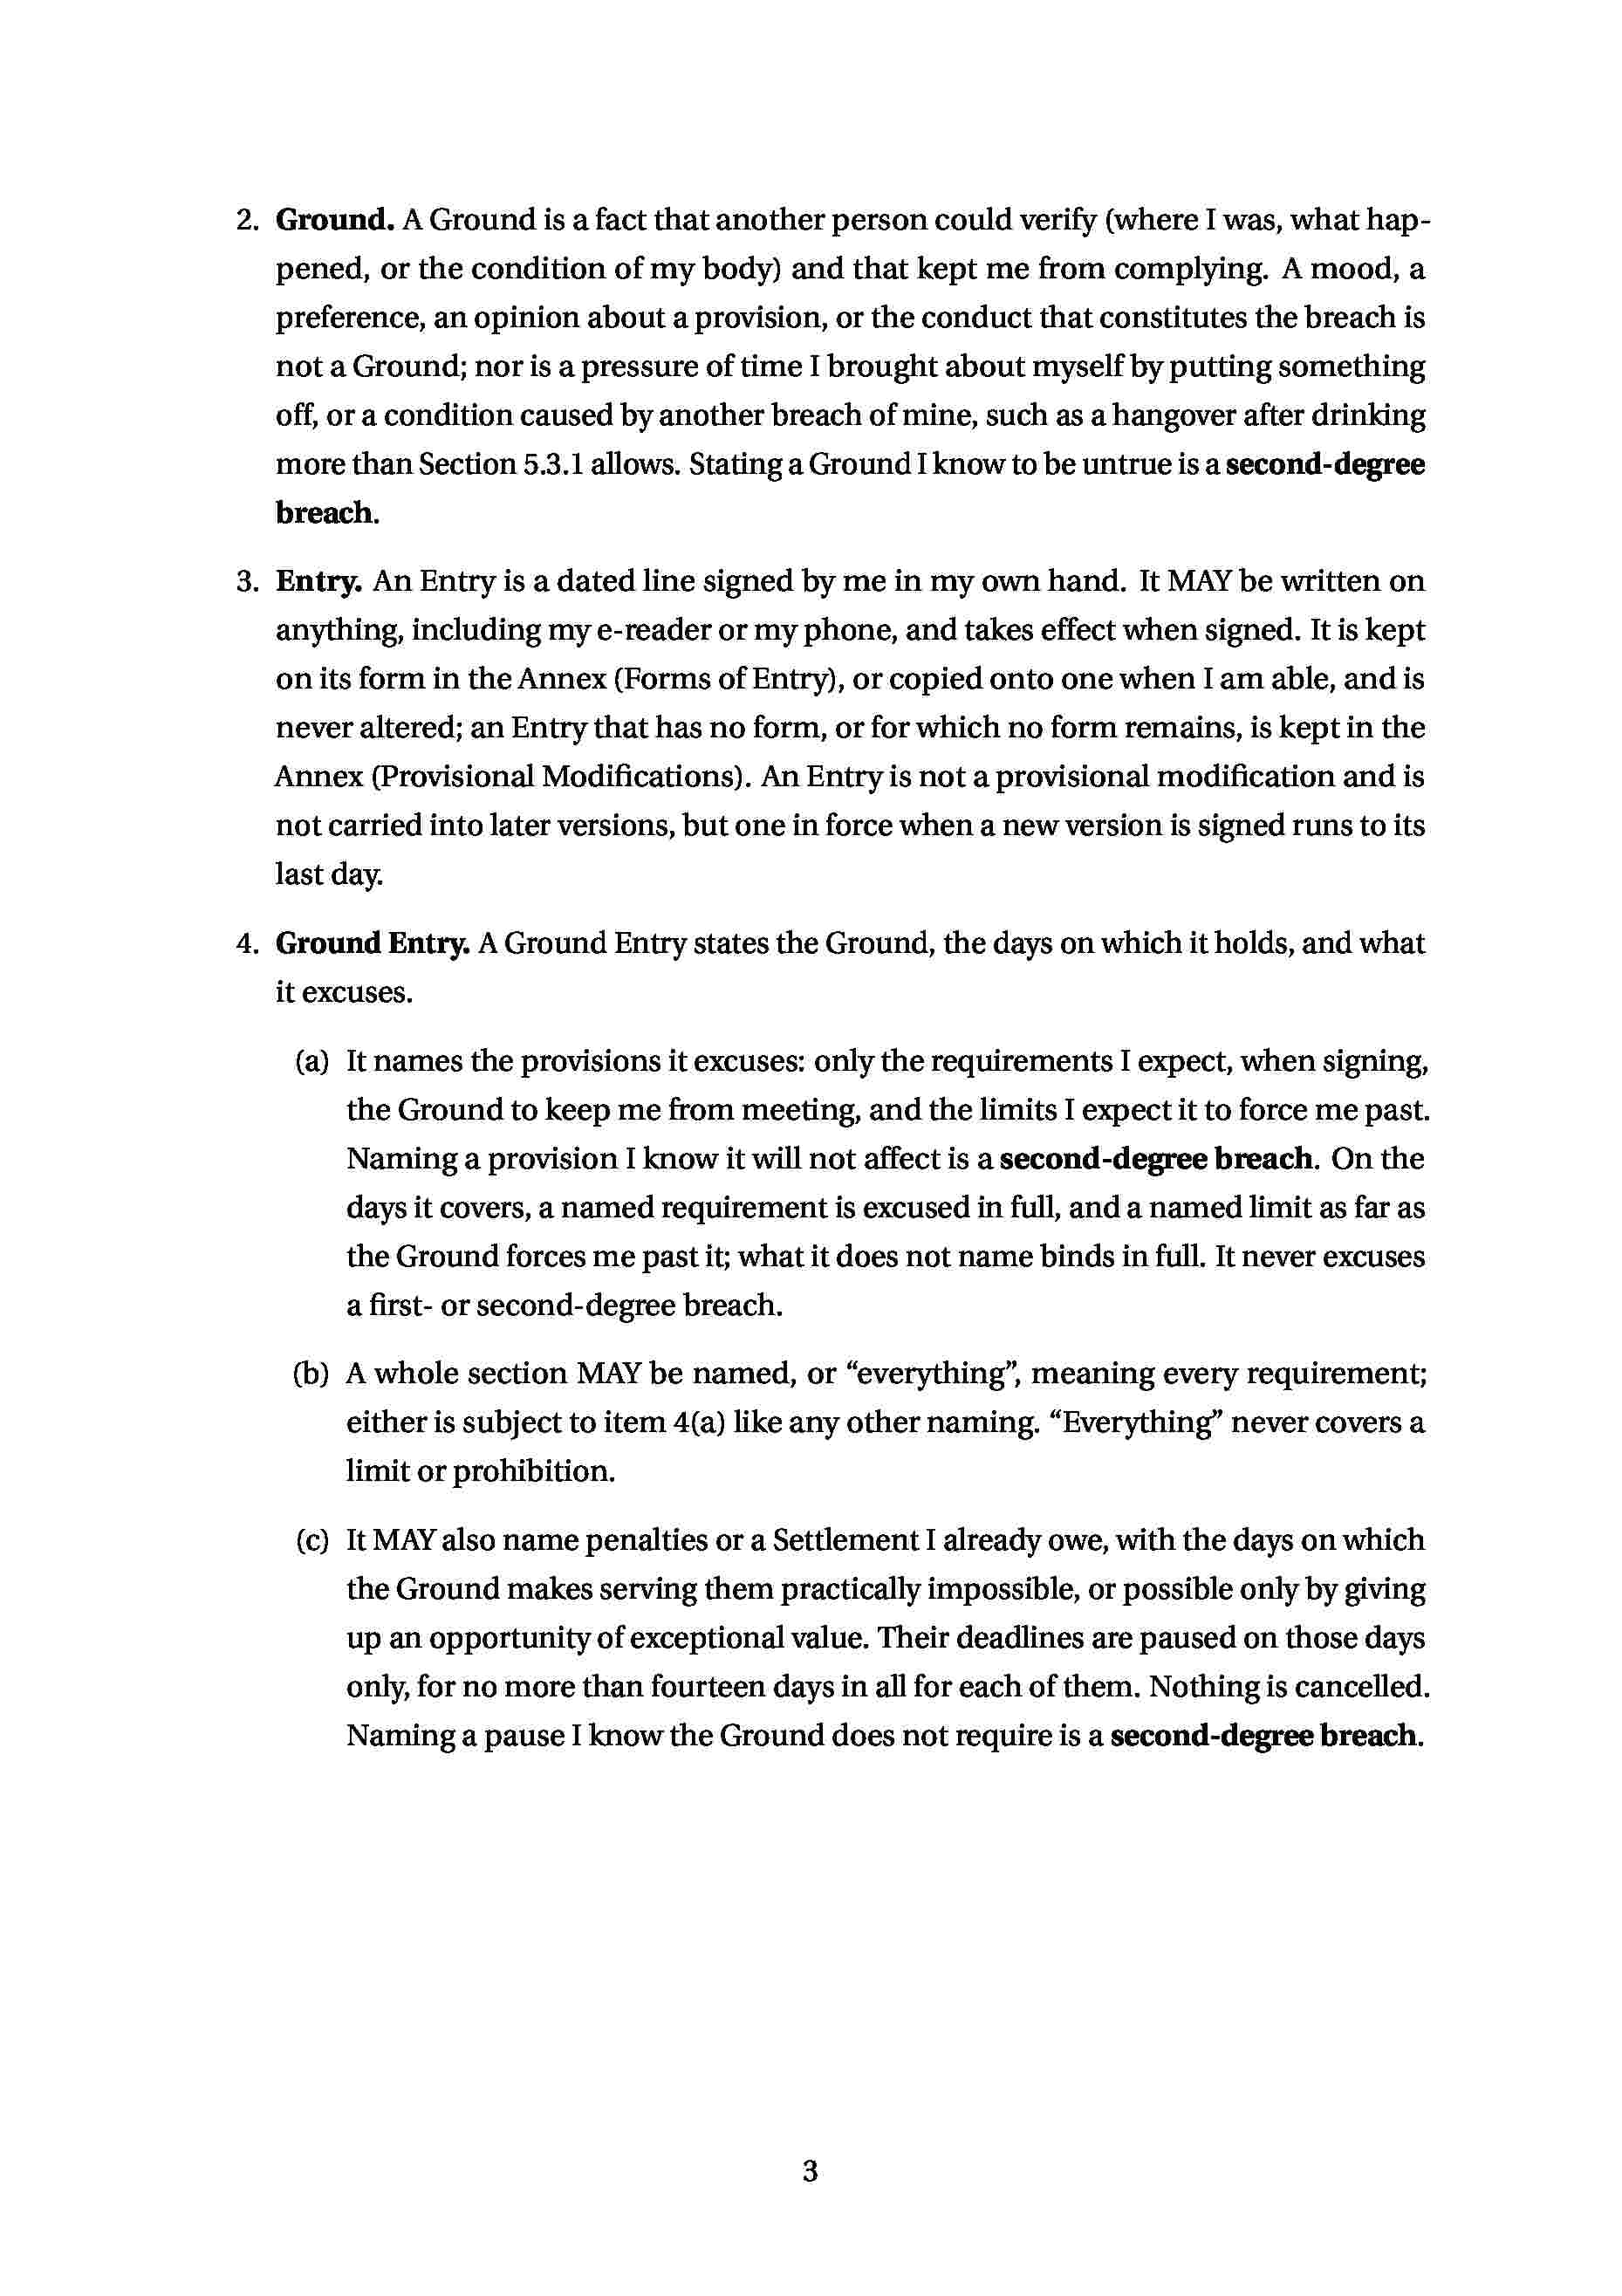 2. Ground. A Ground is a fact that another person could verify (where I was, what hap-
pened, or the condition of my body) and that kept me from complying. A mood, a
preference, an opinion about a provision, or the conduct that constitutes the breach is
not a Ground; nor is a pressure of time I brought about myself by putting something
off, or a condition caused by another breach of mine, such as a hangover after drinking
more than Section 5.3.1 allows. Stating a Ground I know to be untrue is a second-degree
breach.
3. Entry. An Entry is a dated line signed by me in my own hand. It MAY be written on
anything, including my e-reader or my phone, and takes effect when signed. It is kept
on its form in the Annex (Forms of Entry), or copied onto one when I am able, and is
never altered; an Entry that has no form, or for which no form remains, is kept in the
Annex (Provisional Modifications). An Entry is not a provisional modification and is
not carried into later versions, but one in force when a new version is signed runs to its
last day.
4. Ground Entry. A Ground Entry states the Ground, the days on which it holds, and what
it excuses.
(a) It names the provisions it excuses: only the requirements I expect, when signing,
the Ground to keep me from meeting, and the limits I expect it to force me past.
Naming a provision I know it will not affect is a second-degree breach. On the
days it covers, a named requirement is excused in full, and a named limit as far as
the Ground forces me past it; what it does not name binds in full. It never excuses
a first- or second-degree breach.
(b) A whole section MAY be named, or “everything”, meaning every requirement;
either is subject to item 4(a) like any other naming. “Everything” never covers a
limit or prohibition.
(c) It MAY also name penalties or a Settlement I already owe, with the days on which
the Ground makes serving them practically impossible, or possible only by giving
up an opportunity of exceptional value. Their deadlines are paused on those days
only, for no more than fourteen days in all for each of them. Nothing is cancelled.
Naming a pause I know the Ground does not require is a second-degree breach.
3